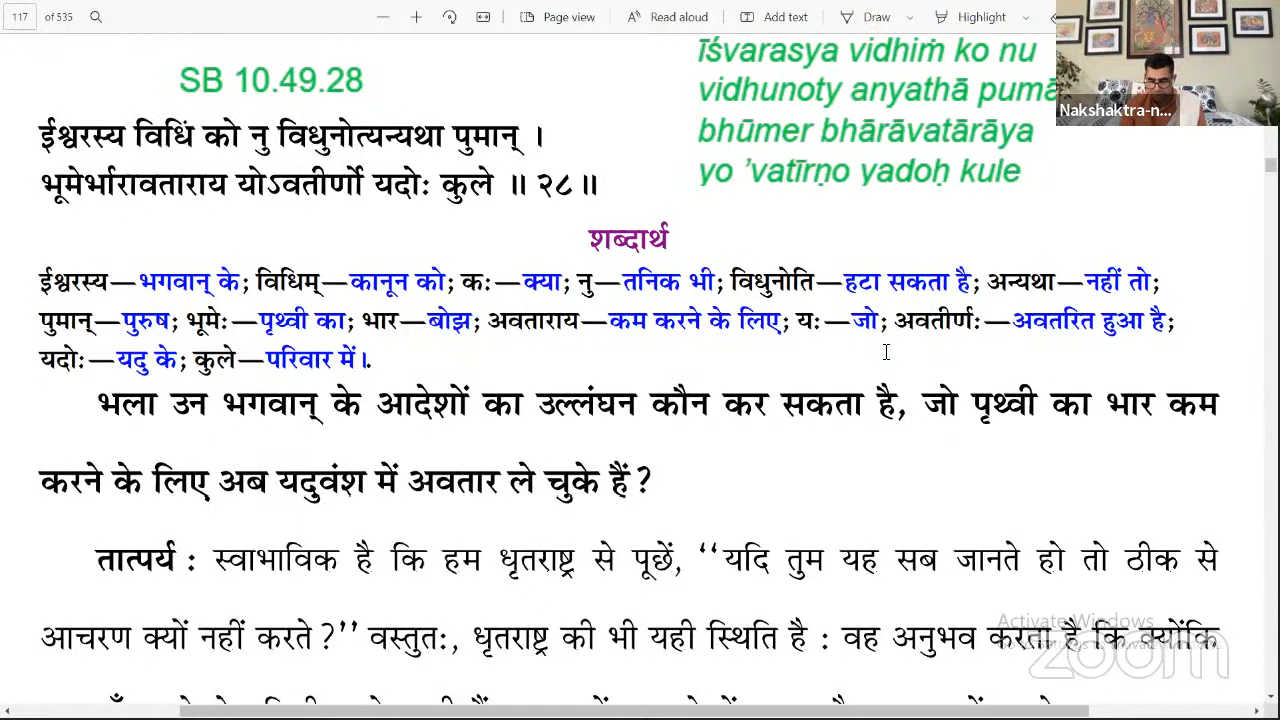 117 of 535
Page view
Read aloud
Add text
Draw
Highlight
Nakshaktra-n...
SB 10.49.28
īśvarasya vidhiṁ ko nu
vidhunoty anyathā pumā
bhūmer bhārāvatārāya
yo ’vatīrṇo yadoḥ kule
ईश्वरस्य विधिं को नु विधुनोत्यन्यथा पुमान् ।
भूमेर्भारावताराय योऽवतीर्णो यदोः कुले ॥ २८॥
शब्दार्थ
ईश्वरस्य—भगवान् के; विधिम्—कानून को; कः—क्या; नु—तनिक भी; विधुनोति—हटा सकता है; अन्यथा—नहीं तो;
पुमान्—पुरुष; भूमेः—पृथ्वी का; भार—बोझ; अवताराय—कम करने के लिए; यः—जो; अवतीर्णः—अवतरित हुआ है;
यदोः—यदु के; कुले—परिवार में।.
भला उन भगवान् के आदेशों का उल्लंघन कौन कर सकता है, जो पृथ्वी का भार कम
करने के लिए अब यदुवंश में अवतार ले चुके हैं?
तात्पर्य : स्वाभाविक है कि हम धृतराष्ट्र से पूछें, ‘‘यदि तुम यह सब जानते हो तो ठीक से
आचरण क्यों नहीं करते ?’’ वस्तुतः, धृतराष्ट्र की भी यही स्थिति है : वह अनुभव करता है कि क्योंकि
Activate Windows
zoom